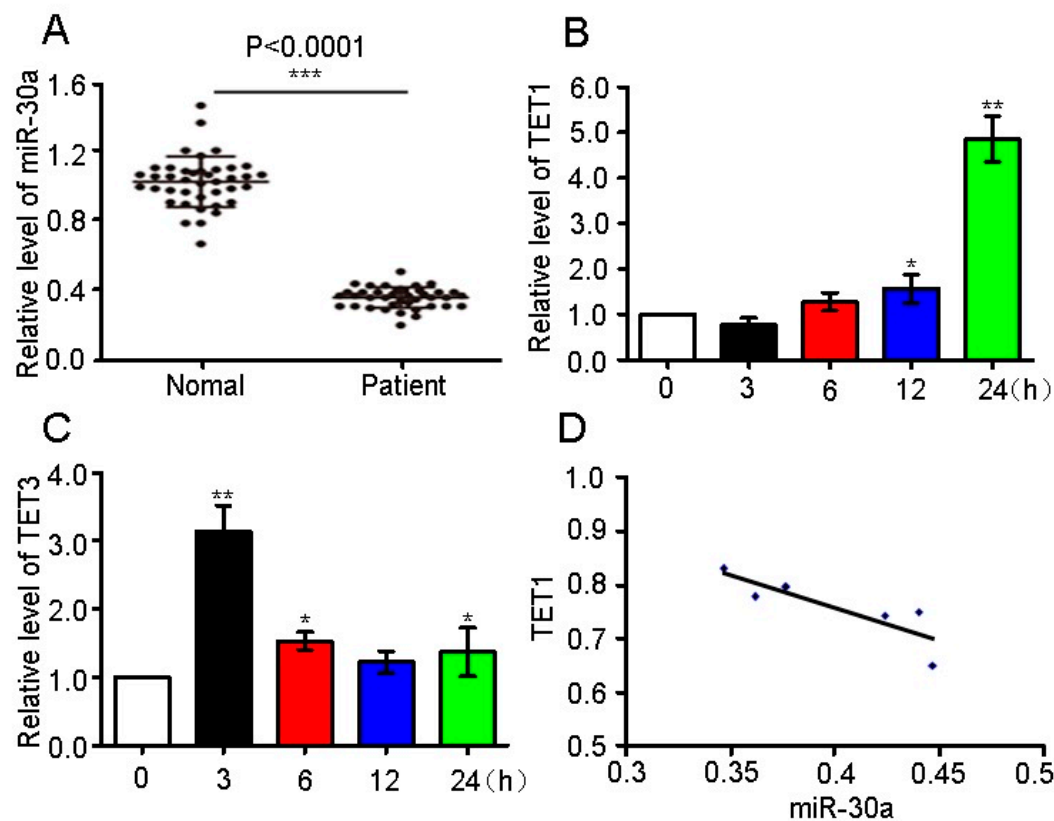 A
P<0.0001
***
Relative level of miR-30a
1.6
1.2
0.8
0.4
0.0
Nomal Patient
B
Relative level of TET1
6.0
5.0
4.0
3.0
2.0
1.0
0.0
*
**
0 3 6 12 24(h)
C
Relative level of TET3
4.0
3.0
2.0
1.0
0.0
**
*
*
0 3 6 12 24(h)
D
TET1
1.0
0.9
0.8
0.7
0.6
0.5
0.3 0.35 0.4 0.45 0.5
miR-30a